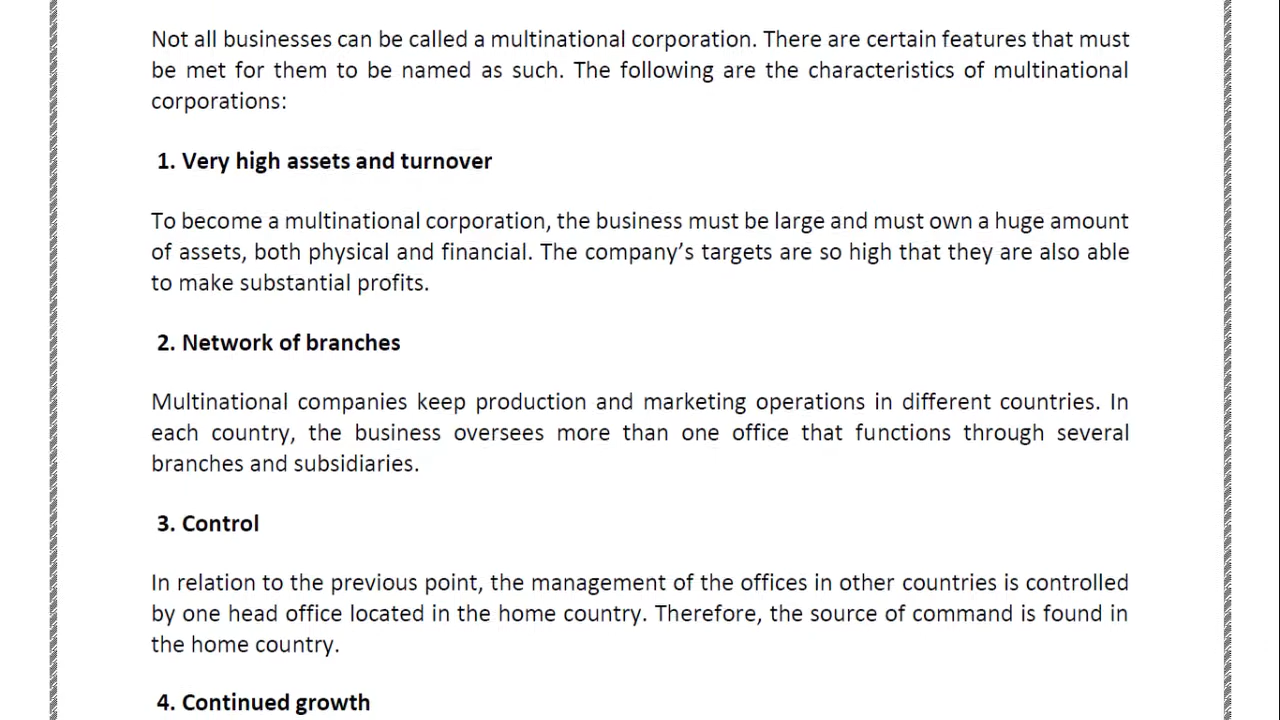 Not all businesses can be called a multinational corporation. There are certain features that must
be met for them to be named as such. The following are the characteristics of multinational
corporations:
1. Very high assets and turnover
To become a multinational corporation, the business must be large and must own a huge amount
of assets, both physical and financial. The company’s targets are so high that they are also able
to make substantial profits.
2. Network of branches
Multinational companies keep production and marketing operations in different countries. In
each country, the business oversees more than one office that functions through several
branches and subsidiaries.
3. Control
In relation to the previous point, the management of the offices in other countries is controlled
by one head office located in the home country. Therefore, the source of command is found in
the home country.
4. Continued growth